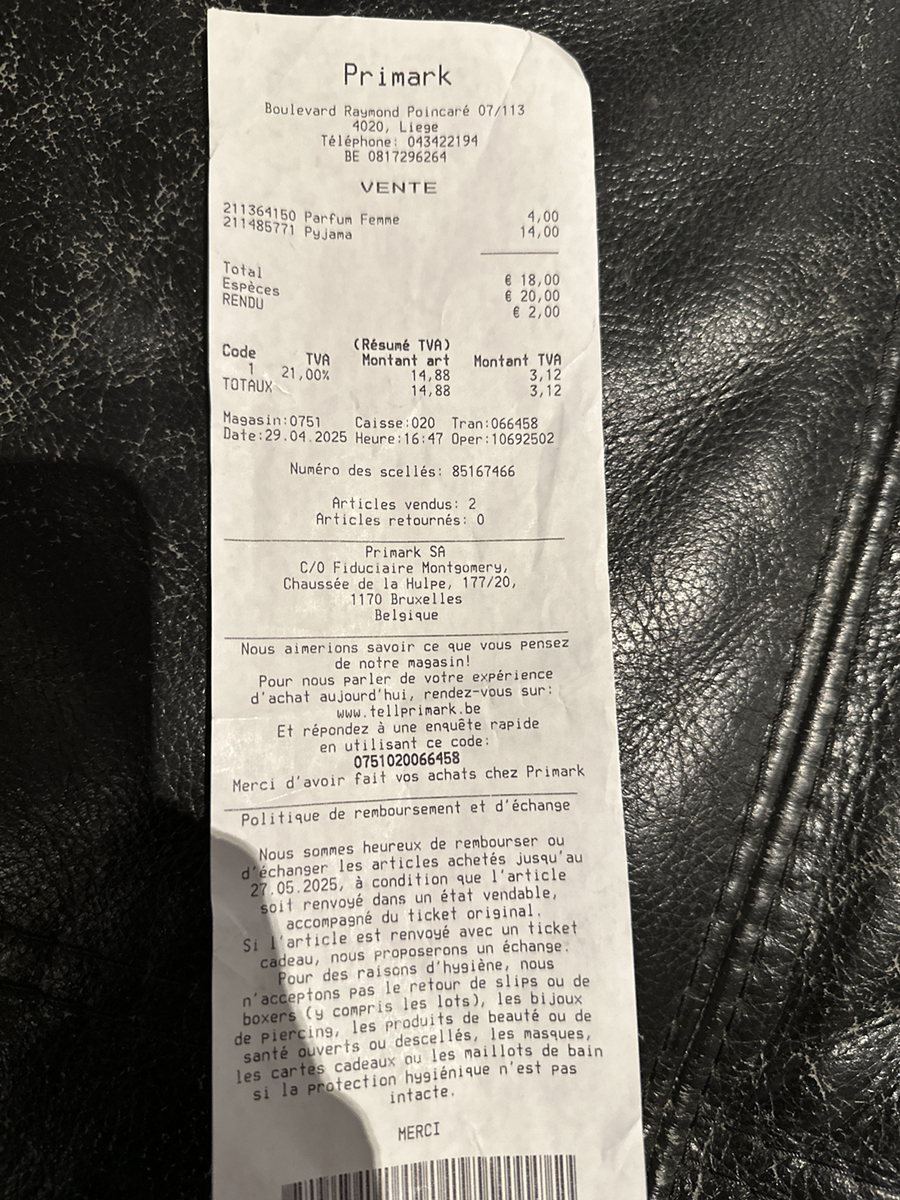 Primark
Boulevard Raymond Poincaré 07/113
4020, Liege
Téléphone: 043422194
BE 0817296264
VENTE
211364150 Parfum Femme 4,00
211485771 Pyjama 14,00
Total € 18,00
Espèces € 20,00
RENDU € 2,00
(Résumé TVA)
Code TVA Montant art Montant TVA
1 21,00% 14,88 3,12
TOTAUX 14,88 3,12
Magasin:0751 Caisse:020 Tran:066458
Date:29.04.2025 Heure:16:47 Oper:10692502
Numéro des scellés: 85167466
Articles vendus: 2
Articles retournés: 0
Primark SA
C/O Fiduciaire Montgomery,
Chaussée de la Hulpe, 177/20,
1170 Bruxelles
Belgique
Nous aimerions savoir ce que vous pensez
de notre magasin!
Pour nous parler de votre expérience
d'achat aujourd'hui, rendez-vous sur:
www.tellprimark.be
Et répondez à une enquête rapide
en utilisant ce code:
0751020066458
Merci d'avoir fait vos achats chez Primark
Politique de remboursement et d'échange
Nous sommes heureux de rembourser ou
d'échanger les articles achetés jusqu'au
27.05.2025, à condition que l'article
soit renvoyé dans un état vendable,
accompagné du ticket original.
Si l'article est renvoyé avec un ticket
cadeau, nous proposerons un échange.
Pour des raisons d'hygiène, nous
n'acceptons pas le retour de slips ou de
boxers (y compris les lots), les bijoux
de piercing, les produits de beauté ou de
santé ouverts ou descellés, les masques,
les cartes cadeaux ou les maillots de bain
si la protection hygiénique n'est pas
intacte.
MERCI